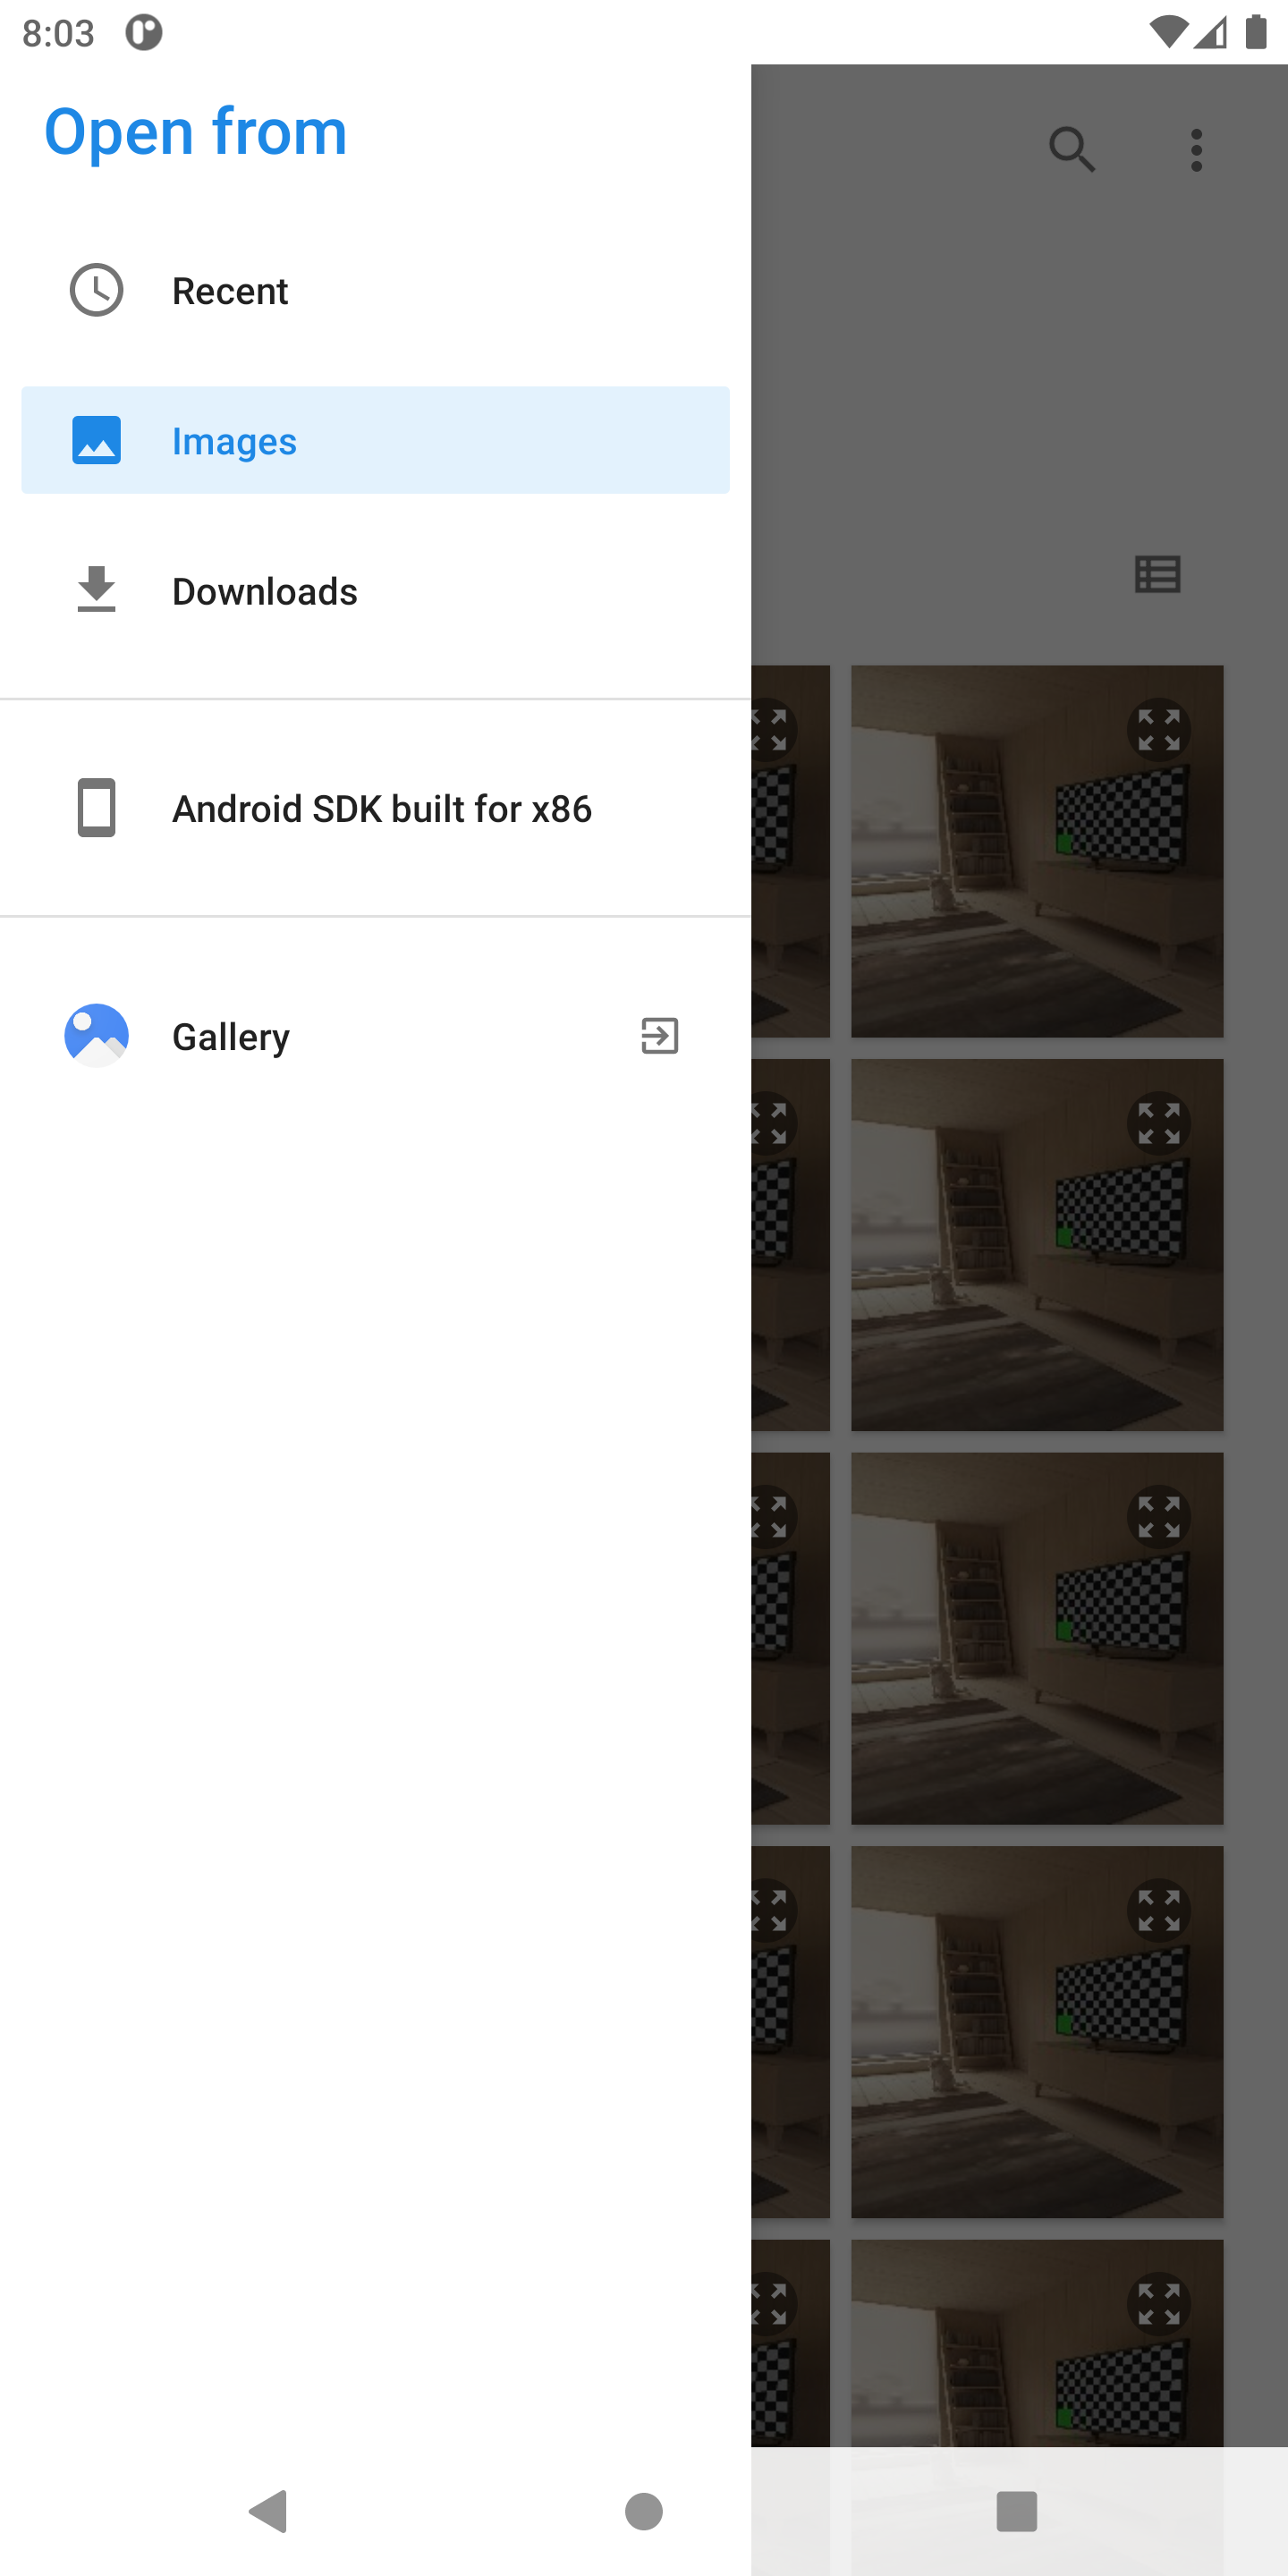 8:03
Open from
Recent
Images
Downloads
Android SDK built for x86
Gallery